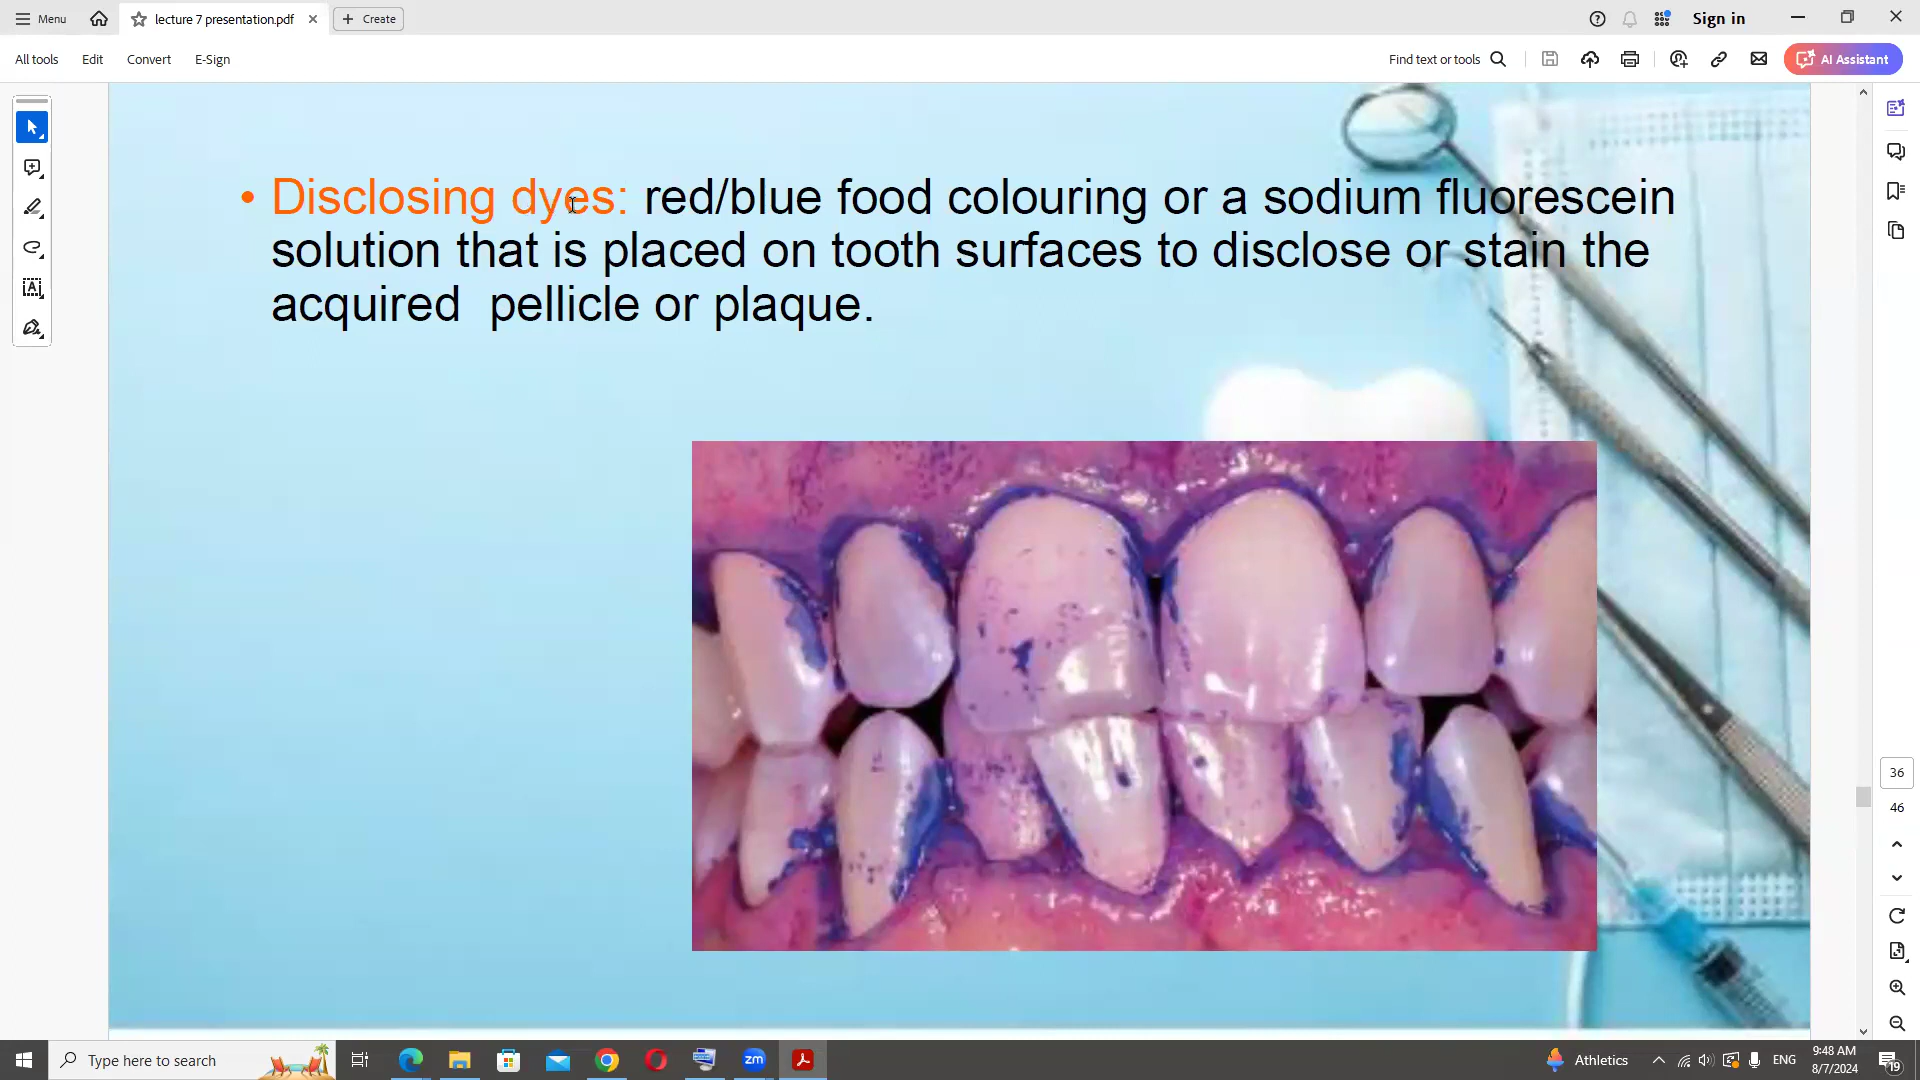 Menu
lecture 7 presentation.pdf
Create
Sign in
All tools
Edit
Convert
E-Sign
Find text or tools
AI Assistant
• Disclosing dyes: red/blue food colouring or a sodium fluorescein
solution that is placed on tooth surfaces to disclose or stain the
acquired  pellicle or plaque.
36
46
Type here to search
zm
Athletics
ENG
9:48 AM
8/7/2024
19